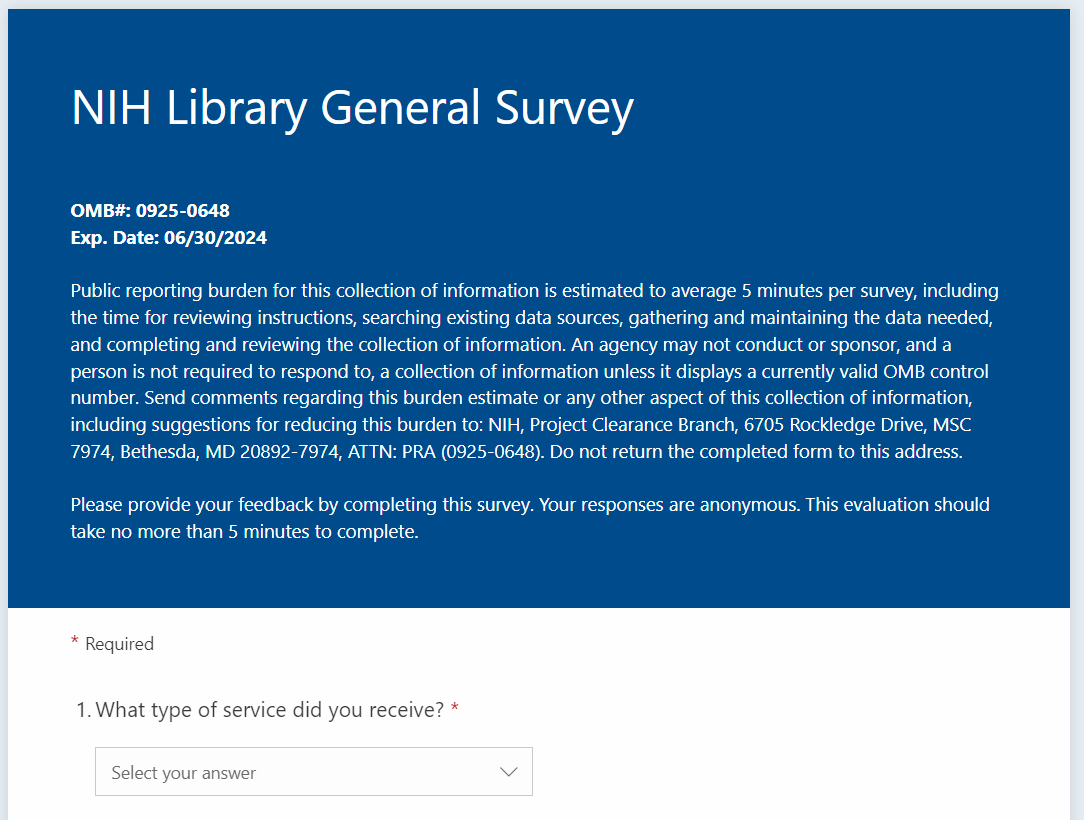 NIH Library General Survey
OMB#: 0925-0648
Exp. Date: 06/30/2024
Public reporting burden for this collection of information is estimated to average 5 minutes per survey, including
the time for reviewing instructions, searching existing data sources, gathering and maintaining the data needed,
and completing and reviewing the collection of information. An agency may not conduct or sponsor, and a
person is not required to respond to, a collection of information unless it displays a currently valid OMB control
number. Send comments regarding this burden estimate or any other aspect of this collection of information,
including suggestions for reducing this burden to: NIH, Project Clearance Branch, 6705 Rockledge Drive, MSC
7974, Bethesda, MD 20892-7974, ATTN: PRA (0925-0648). Do not return the completed form to this address.
Please provide your feedback by completing this survey. Your responses are anonymous. This evaluation should
take no more than 5 minutes to complete.
* Required
1. What type of service did you receive? *
Select your answer